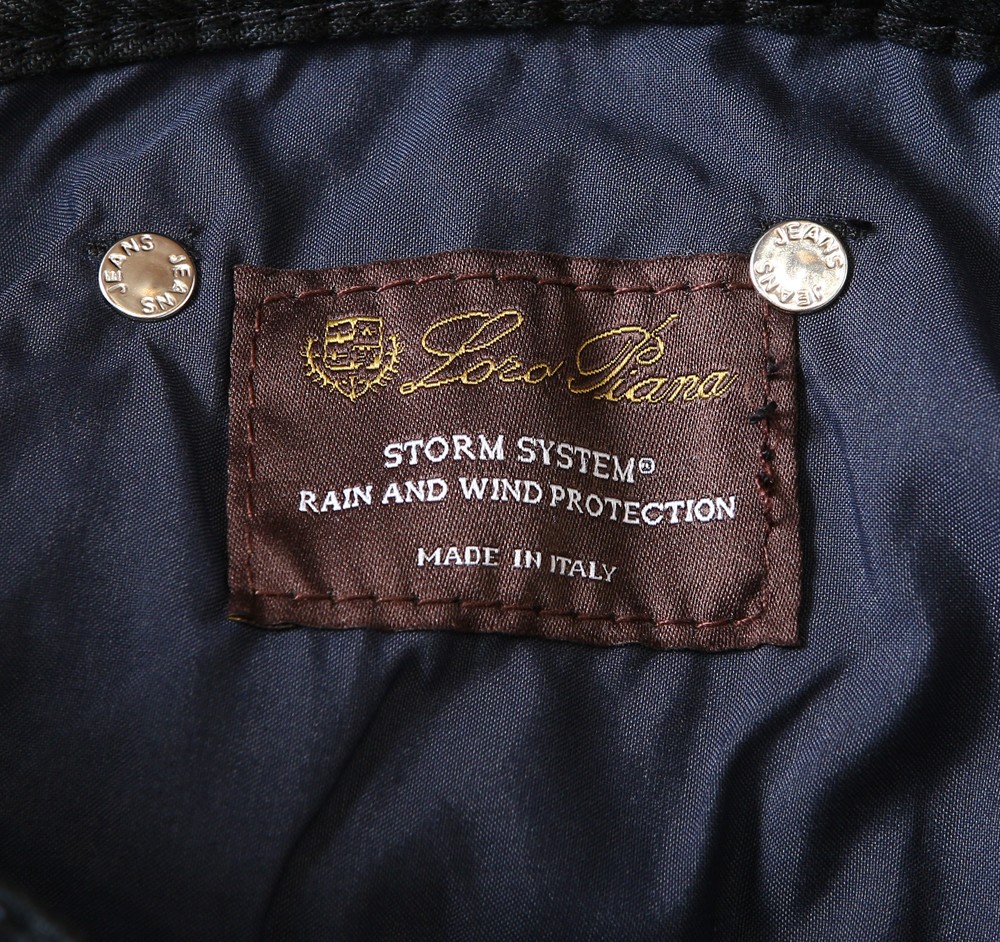 JEANS JEANS
JEANS JEANS
Loro Piana
STORM SYSTEM®
RAIN AND WIND PROTECTION
MADE IN ITALY